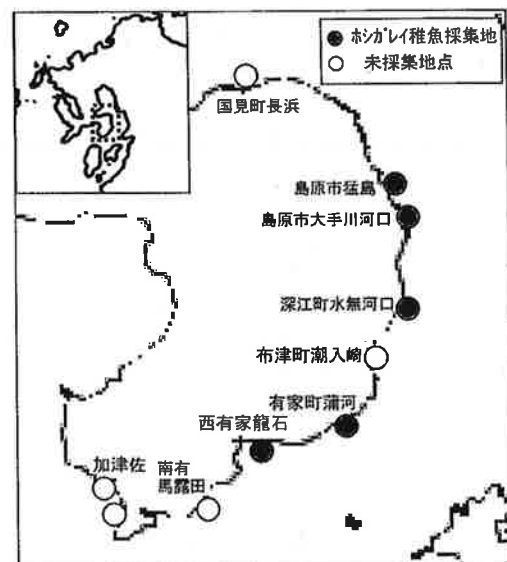 ● ホシガレイ稚魚採集地
○ 未採集地点
国見町長浜
島原市猛島
島原市大手川河口
深江町水無河口
布津町潮入崎
有家町蒲河
西有家龍石
加津佐
南有
馬露田